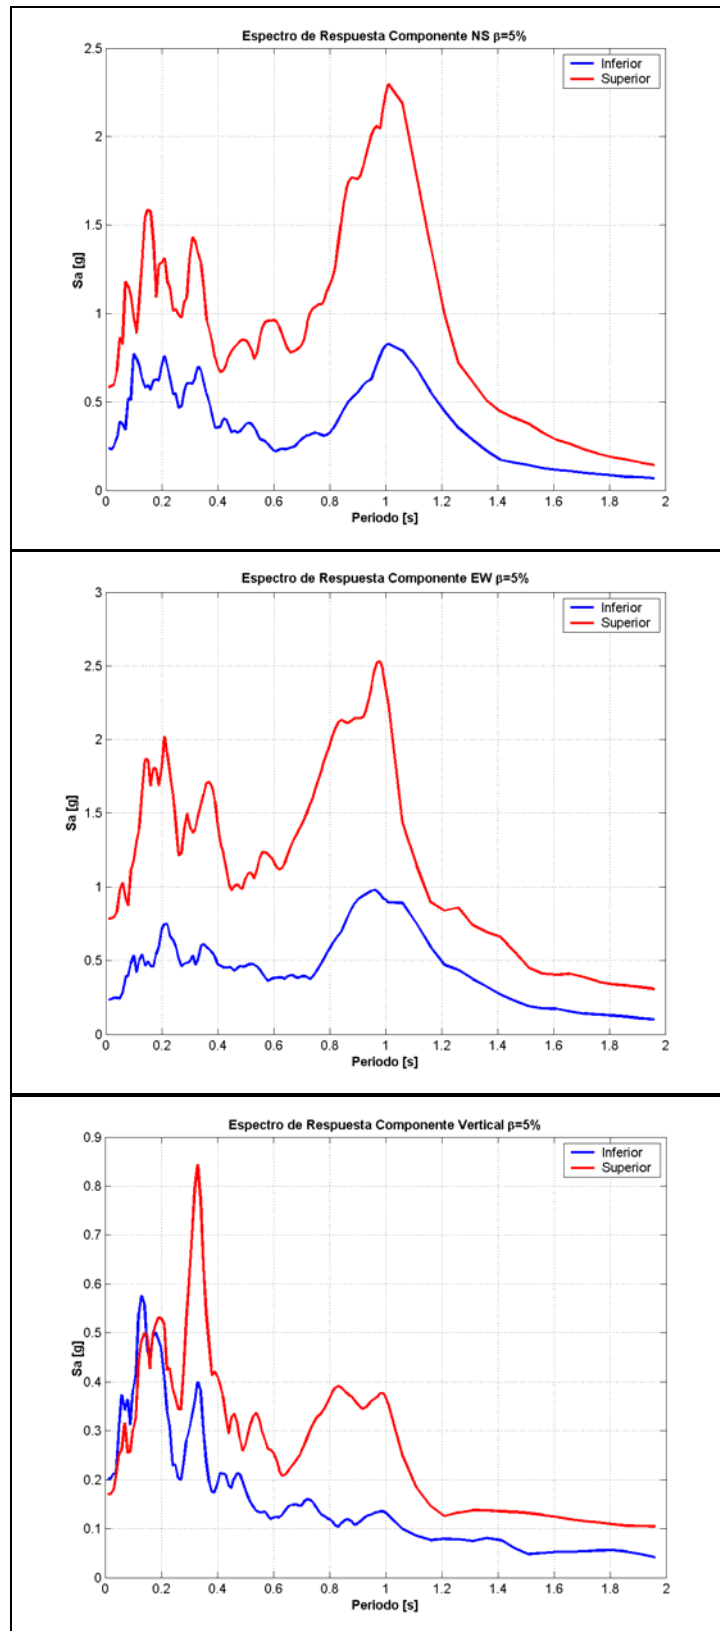 Espectro de Respuesta Componente NS β=5%
2.5
Inferior
Superior
2
1.5
Sa [g]
1
0.5
0
0 0.2 0.4 0.6 0.8 1 1.2 1.4 1.6 1.8 2
Periodo [s]
Espectro de Respuesta Componente EW β=5%
3
Inferior
Superior
2.5
2
1.5
Sa [g]
1
0.5
0
0 0.2 0.4 0.6 0.8 1 1.2 1.4 1.6 1.8 2
Periodo [s]
Espectro de Respuesta Componente Vertical β=5%
0.9
Inferior
Superior
0.8
0.7
0.6
0.5
Sa [g]
0.4
0.3
0.2
0.1
0
0 0.2 0.4 0.6 0.8 1 1.2 1.4 1.6 1.8 2
Periodo [s]